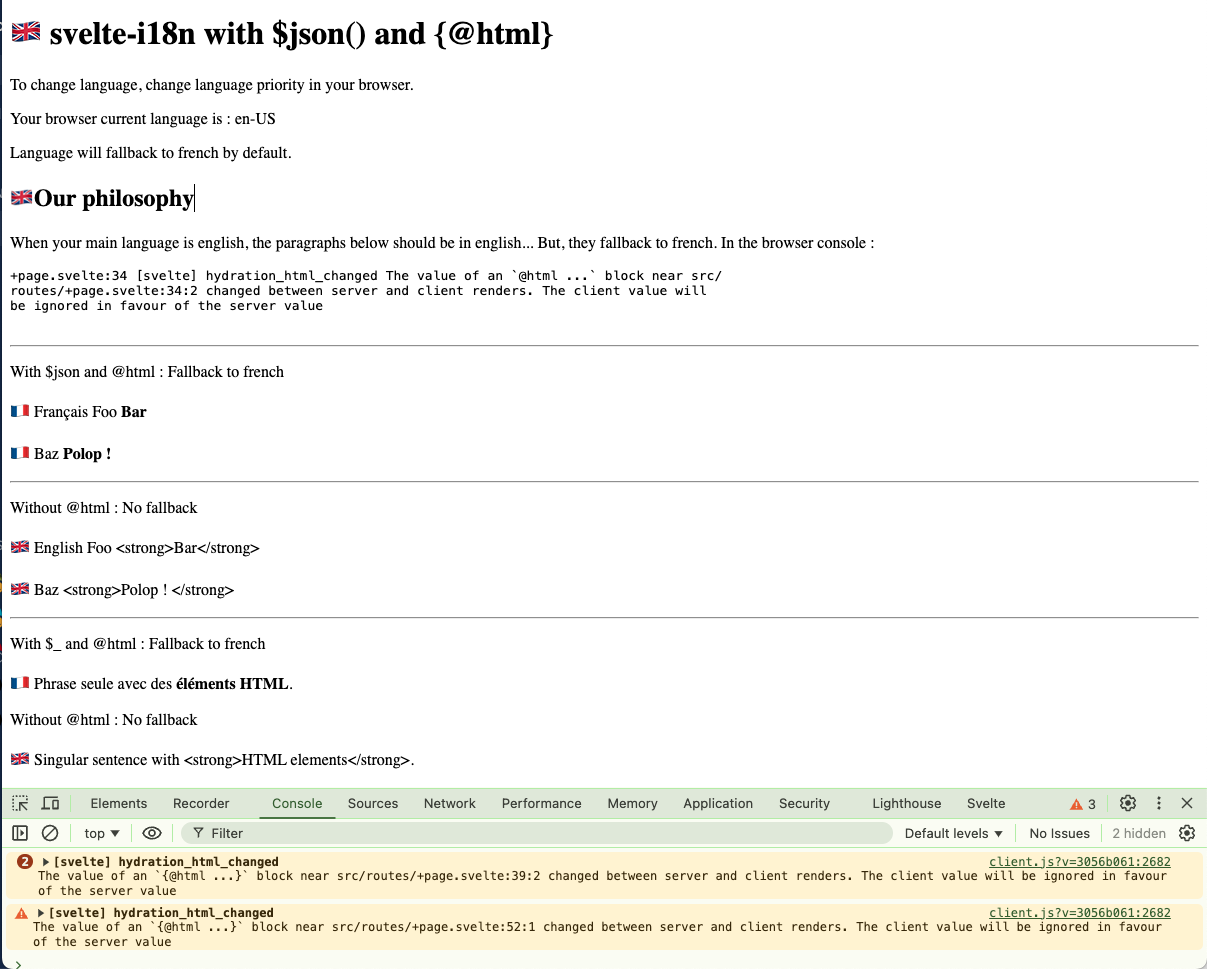 🇬🇧 svelte-i18n with $json() and {@html}
To change language, change language priority in your browser.
Your browser current language is : en-US
Language will fallback to french by default.
🇬🇧Our philosophy
When your main language is english, the paragraphs below should be in english... But, they fallback to french. In the browser console :
+page.svelte:34 [svelte] hydration_html_changed The value of an `@html ...` block near src/
routes/+page.svelte:34:2 changed between server and client renders. The client value will
be ignored in favour of the server value
With $json and @html : Fallback to french
🇫🇷 Français Foo Bar
🇫🇷 Baz Polop !
Without @html : No fallback
🇬🇧 English Foo <strong>Bar</strong>
🇬🇧 Baz <strong>Polop ! </strong>
With $_ and @html : Fallback to french
🇫🇷 Phrase seule avec des éléments HTML.
Without @html : No fallback
🇬🇧 Singular sentence with <strong>HTML elements</strong>.
Elements Recorder Console Sources Network Performance Memory Application Security Lighthouse Svelte 3
top Filter Default levels No Issues 2 hidden
2 [svelte] hydration_html_changed client.js?v=3056b061:2682
The value of an `{@html ...}` block near src/routes/+page.svelte:39:2 changed between server and client renders. The client value will be ignored in favour
of the server value
[svelte] hydration_html_changed client.js?v=3056b061:2682
The value of an `{@html ...}` block near src/routes/+page.svelte:52:1 changed between server and client renders. The client value will be ignored in favour
of the server value